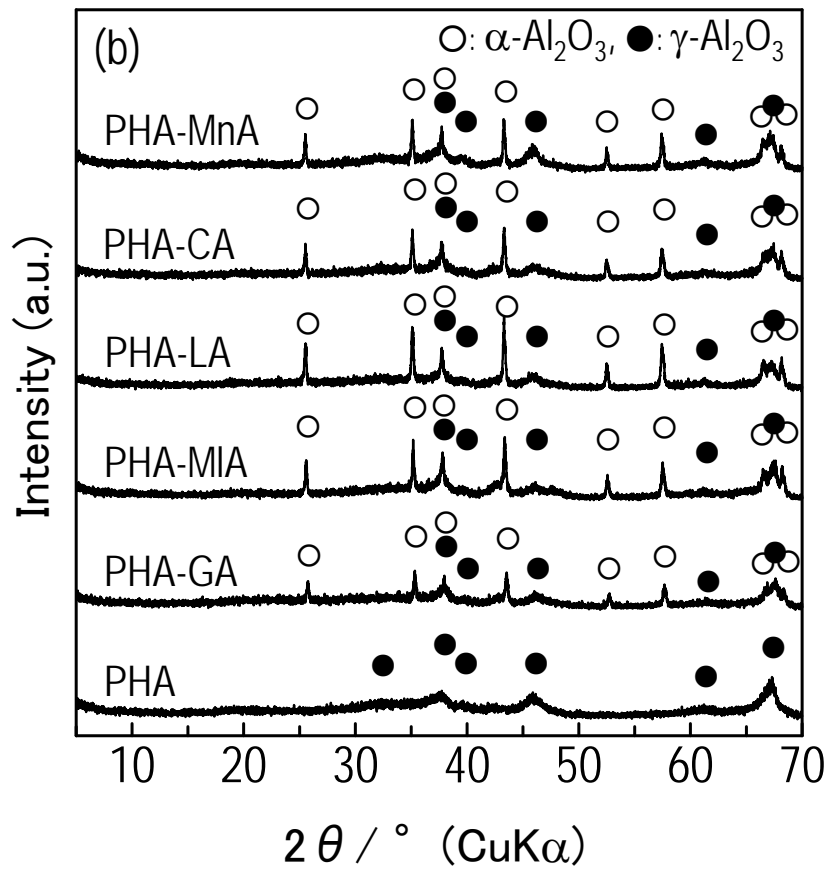 (b)
○: α-Al₂O₃, ●: γ-Al₂O₃
PHA-MnA
PHA-CA
PHA-LA
PHA-MlA
PHA-GA
PHA
Intensity (a.u.)
10 20 30 40 50 60 70
2 θ / ° (CuKα)